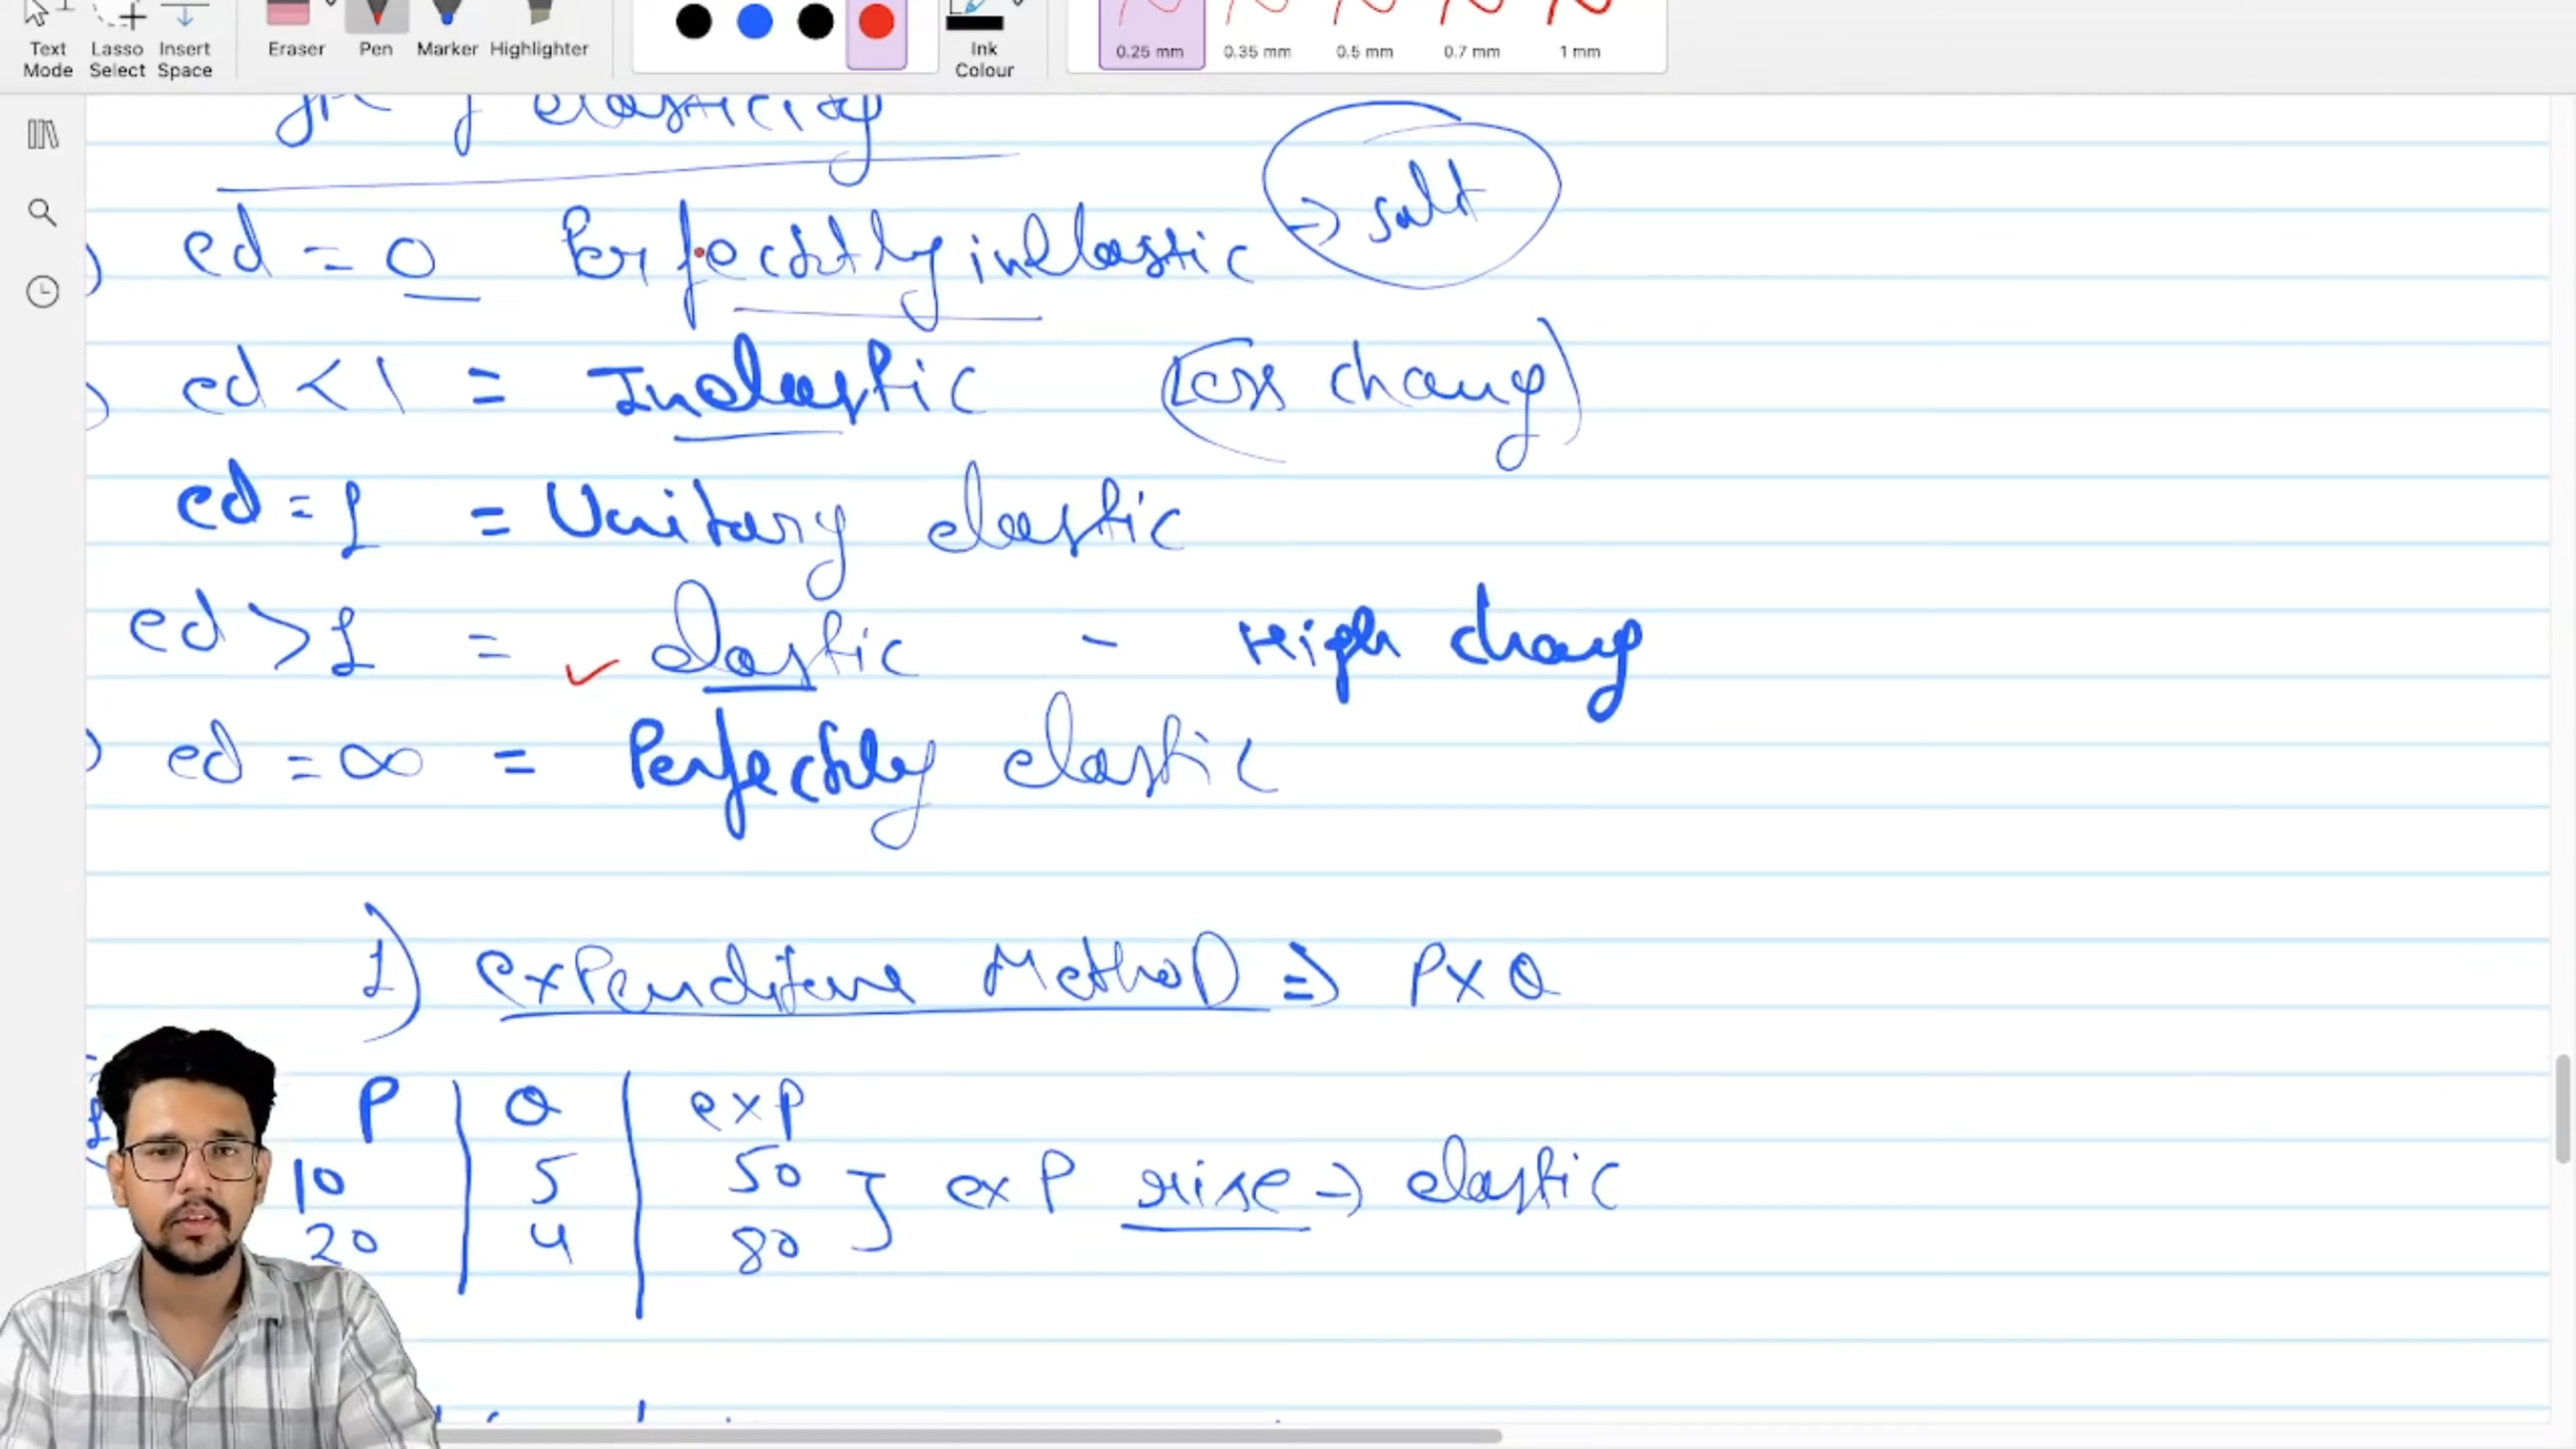 Text Mode
Lasso Select
Insert Space
Eraser
Pen
Marker
Highlighter
Ink Colour
0.25 mm
0.35 mm
0.5 mm
0.7 mm
1 mm
elasticity
) ed = 0 Perfecttly inelastic → salt
) ed < 1 = Inelastic (Less change)
ed = 1 = Unitary elastic
ed > 1 = ✓ elastic - High change
) ed = ∞ = Perfectly elastic
1) exPenditure MethoD ⇒ P X Q
P | Q | exp
10 | 5 | 50
20 | 4 | 80
] exP rise → elastic